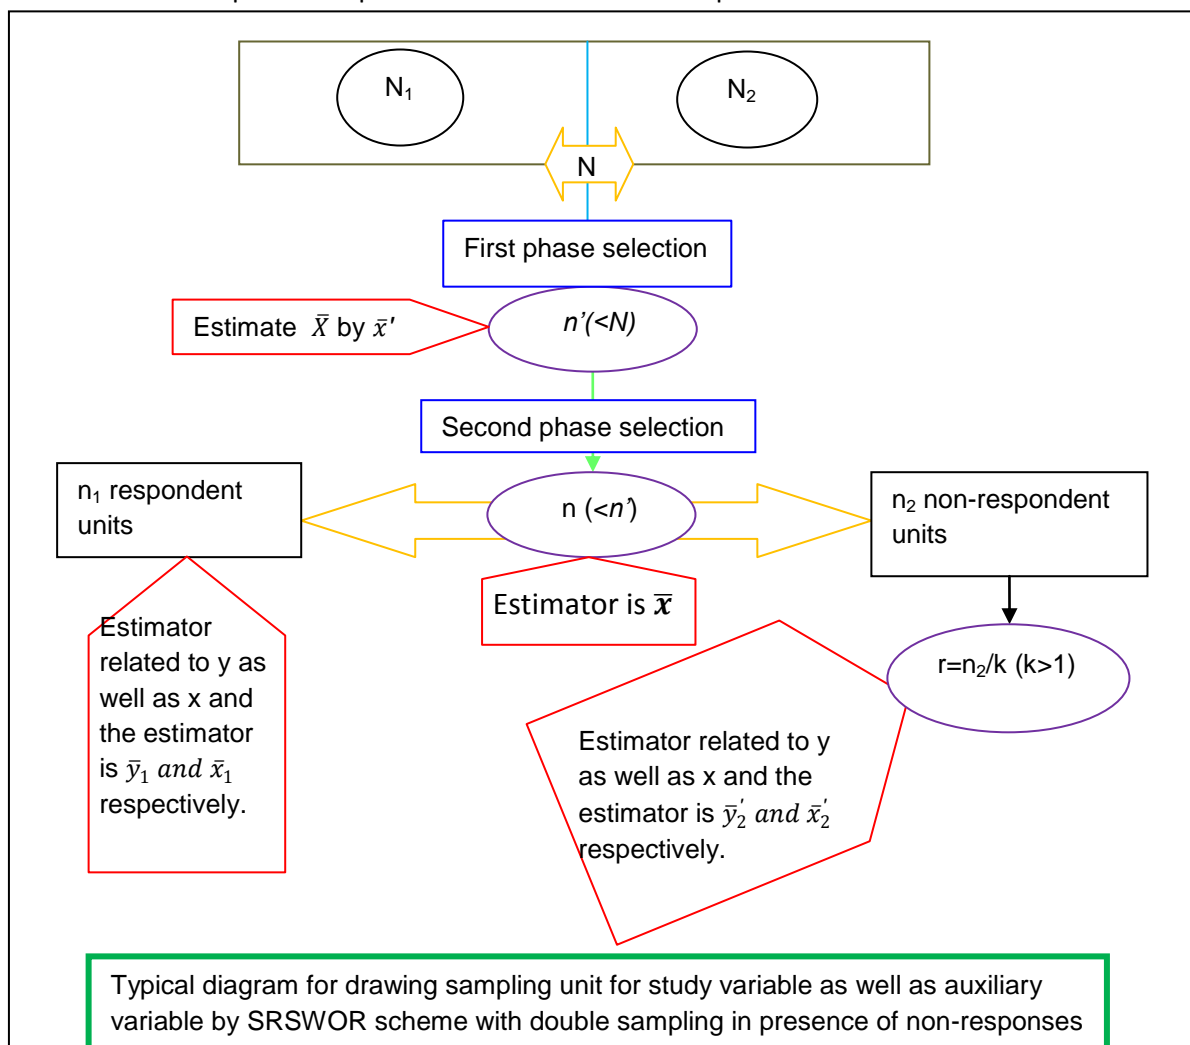 N₁
N₂
N
First phase selection
Estimate X̄ by x̄'
n'(<N)
Second phase selection
n₁ respondent
units
n (<n')
n₂ non-respondent
units
Estimator is x̄
Estimator
related to y as
well as x and
the estimator
is ȳ₁ and x̄₁
respectively.
r=n₂/k (k>1)
Estimator related to y
as well as x and the
estimator is ȳ₂′ and x̄₂′
respectively.
Typical diagram for drawing sampling unit for study variable as well as auxiliary
variable by SRSWOR scheme with double sampling in presence of non-responses